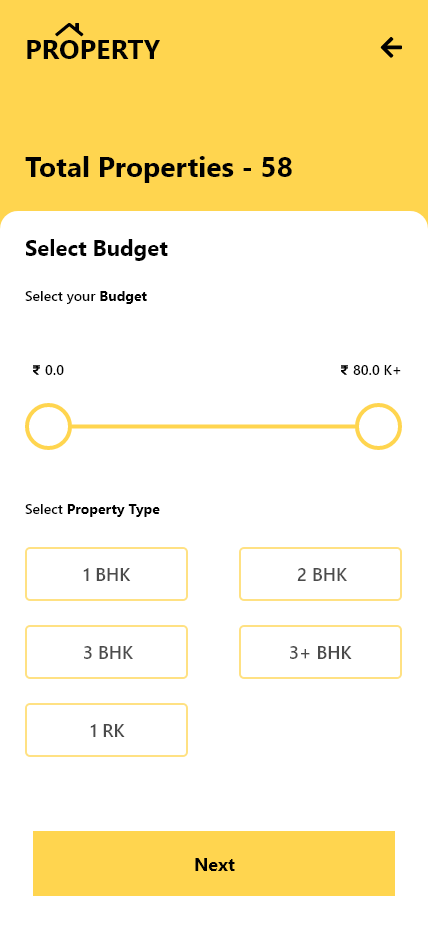 PROPERTY
Total Properties - 58
Select Budget
Select your Budget
₹ 0.0
₹ 80.0 K+
Select Property Type
1 BHK
2 BHK
3 BHK
3+ BHK
1 RK
Next